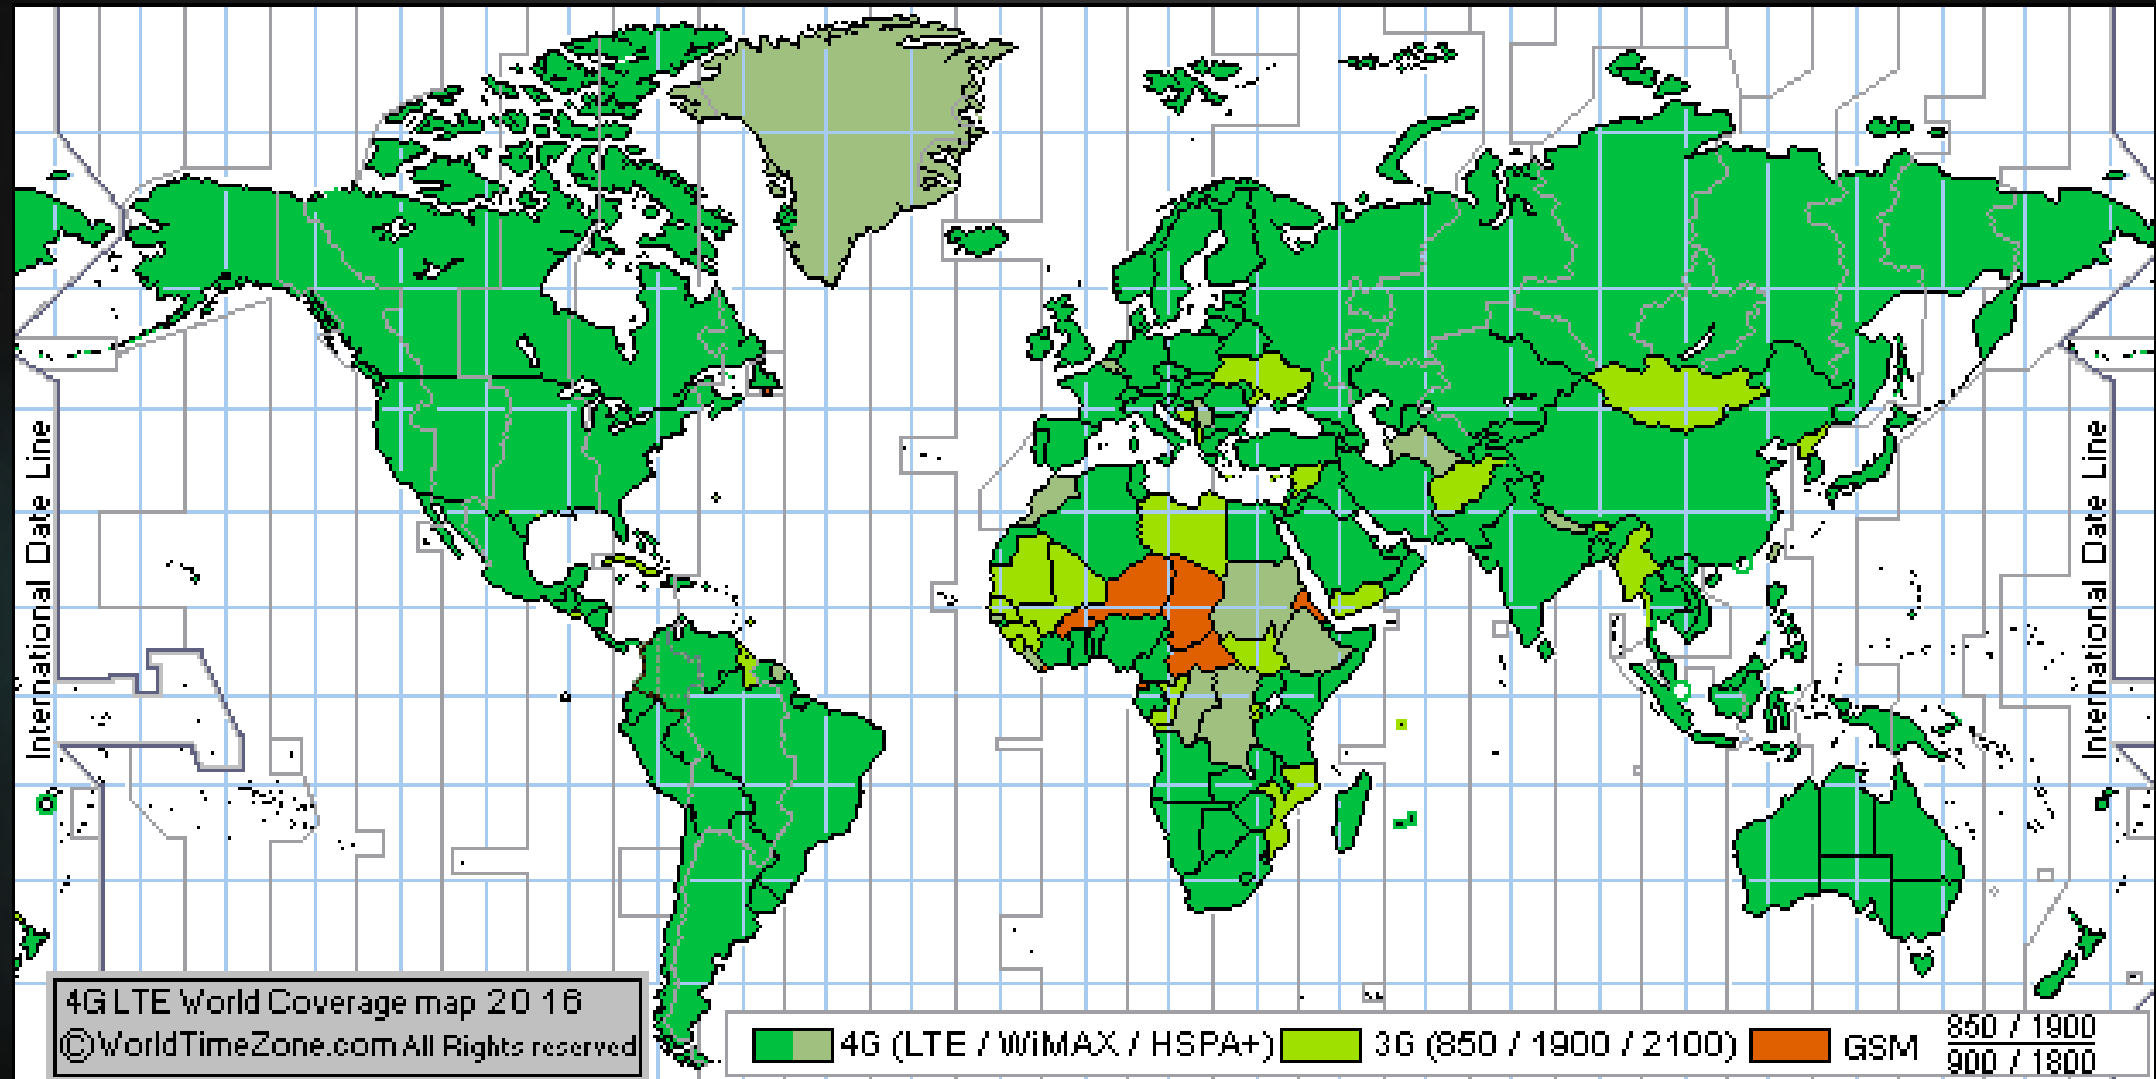 International Date Line
International Date Line
4G LTE World Coverage map 2016
©WorldTimeZone.com All Rights reserved
4G (LTE / WiMAX / HSPA+) 3G (850 / 1900 / 2100) GSM 850 / 1900
900 / 1800